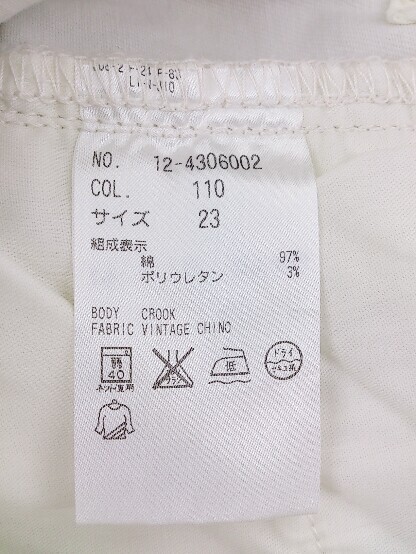 NO. 12-4306002
COL. 110
サイズ 23
組成表示
綿 97%
ポリウレタン 3%
BODY CROOK
FABRIC VINTAGE CHINO
40
低
ドライ